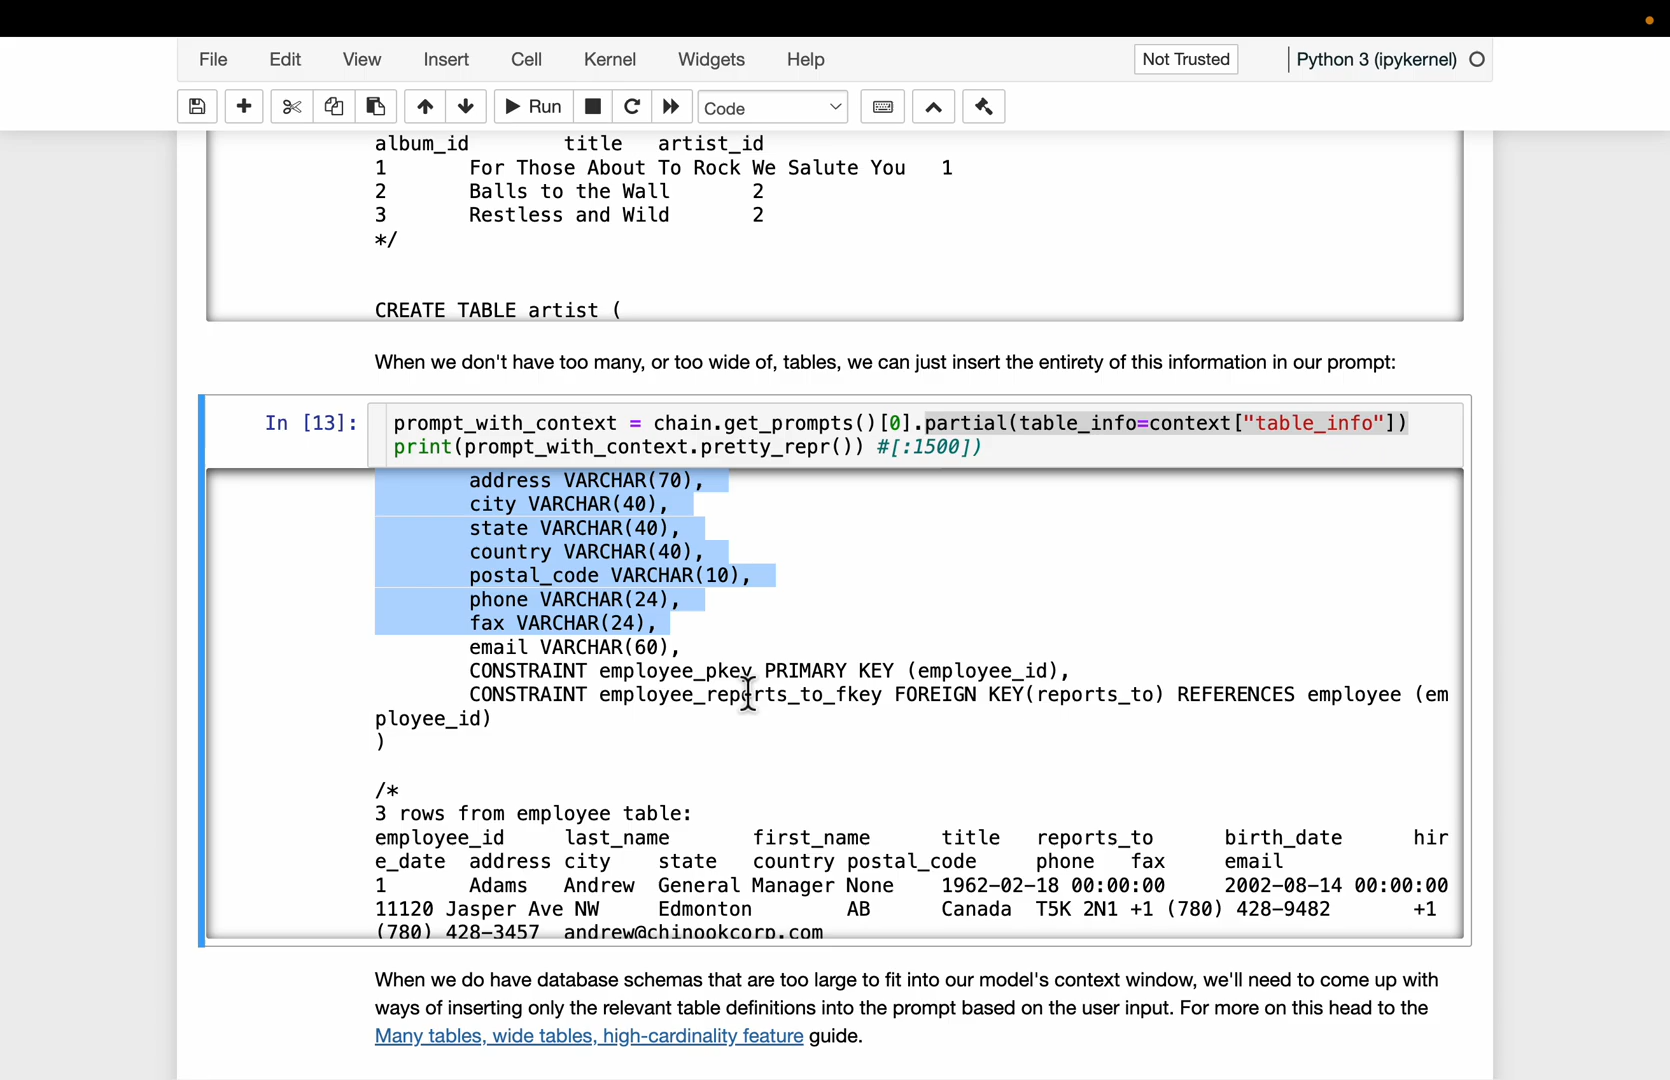 File Edit View Insert Cell Kernel Widgets Help Not Trusted Python 3 (ipykernel)
Run Code
album_id title artist_id
1 For Those About To Rock We Salute You 1
2 Balls to the Wall 2
3 Restless and Wild 2
*/
CREATE TABLE artist (
When we don't have too many, or too wide of, tables, we can just insert the entirety of this information in our prompt:
In [13]: prompt_with_context = chain.get_prompts()[0].partial(table_info=context["table_info"])
print(prompt_with_context.pretty_repr()) #[:1500])
address VARCHAR(70),
city VARCHAR(40),
state VARCHAR(40),
country VARCHAR(40),
postal_code VARCHAR(10),
phone VARCHAR(24),
fax VARCHAR(24),
email VARCHAR(60),
CONSTRAINT employee_pkey PRIMARY KEY (employee_id),
CONSTRAINT employee_reports_to_fkey FOREIGN KEY(reports_to) REFERENCES employee (em
ployee_id)
)
/*
3 rows from employee table:
employee_id last_name first_name title reports_to birth_date hir
e_date address city state country postal_code phone fax email
1 Adams Andrew General Manager None 1962-02-18 00:00:00 2002-08-14 00:00:00
11120 Jasper Ave NW Edmonton AB Canada T5K 2N1 +1 (780) 428-9482 +1
(780) 428-3457 andrew@chinookcorp.com
When we do have database schemas that are too large to fit into our model's context window, we'll need to come up with
ways of inserting only the relevant table definitions into the prompt based on the user input. For more on this head to the
Many tables, wide tables, high-cardinality feature guide.